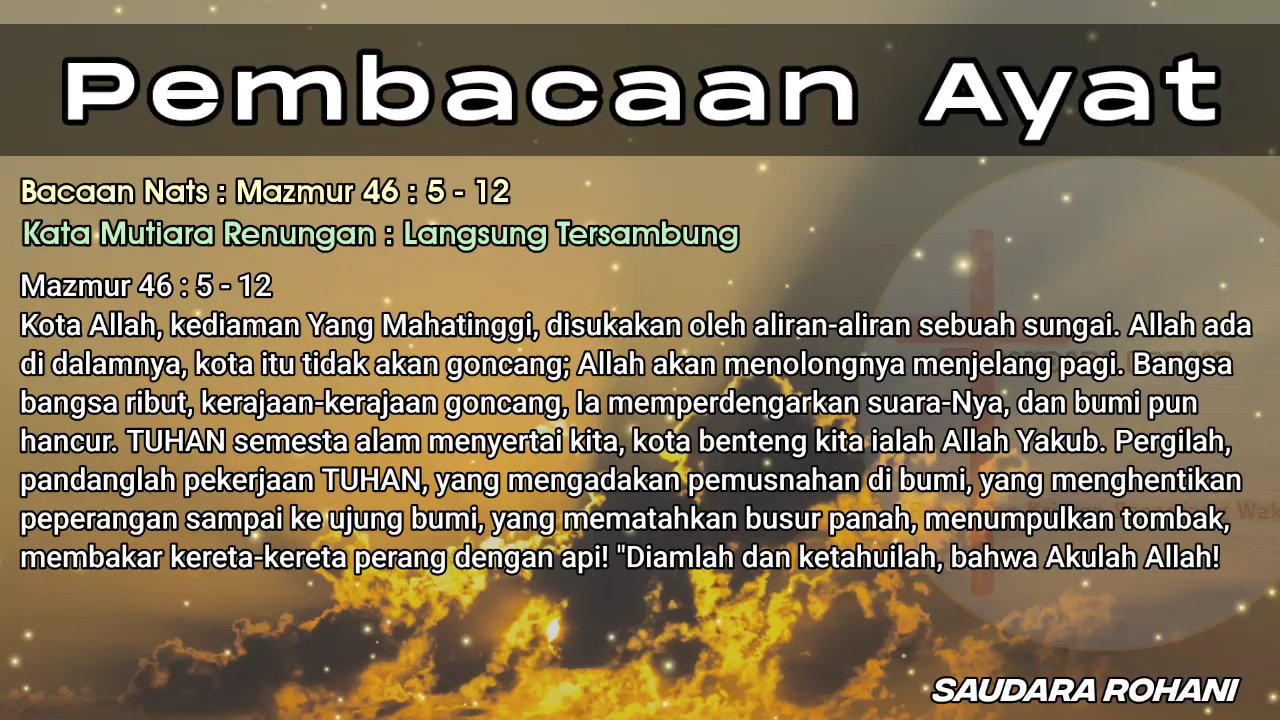 Pembacaan Ayat
Bacaan Nats : Mazmur 46 : 5 - 12
Kata Mutiara Renungan : Langsung Tersambung
Mazmur 46 : 5 - 12
Kota Allah, kediaman Yang Mahatinggi, disukakan oleh aliran-aliran sebuah sungai. Allah ada
di dalamnya, kota itu tidak akan goncang; Allah akan menolongnya menjelang pagi. Bangsa
bangsa ribut, kerajaan-kerajaan goncang, Ia memperdengarkan suara-Nya, dan bumi pun
hancur. TUHAN semesta alam menyertai kita, kota benteng kita ialah Allah Yakub. Pergilah,
pandanglah pekerjaan TUHAN, yang mengadakan pemusnahan di bumi, yang menghentikan
peperangan sampai ke ujung bumi, yang mematahkan busur panah, menumpulkan tombak,
membakar kereta-kereta perang dengan api! "Diamlah dan ketahuilah, bahwa Akulah Allah!
SAUDARA ROHANI